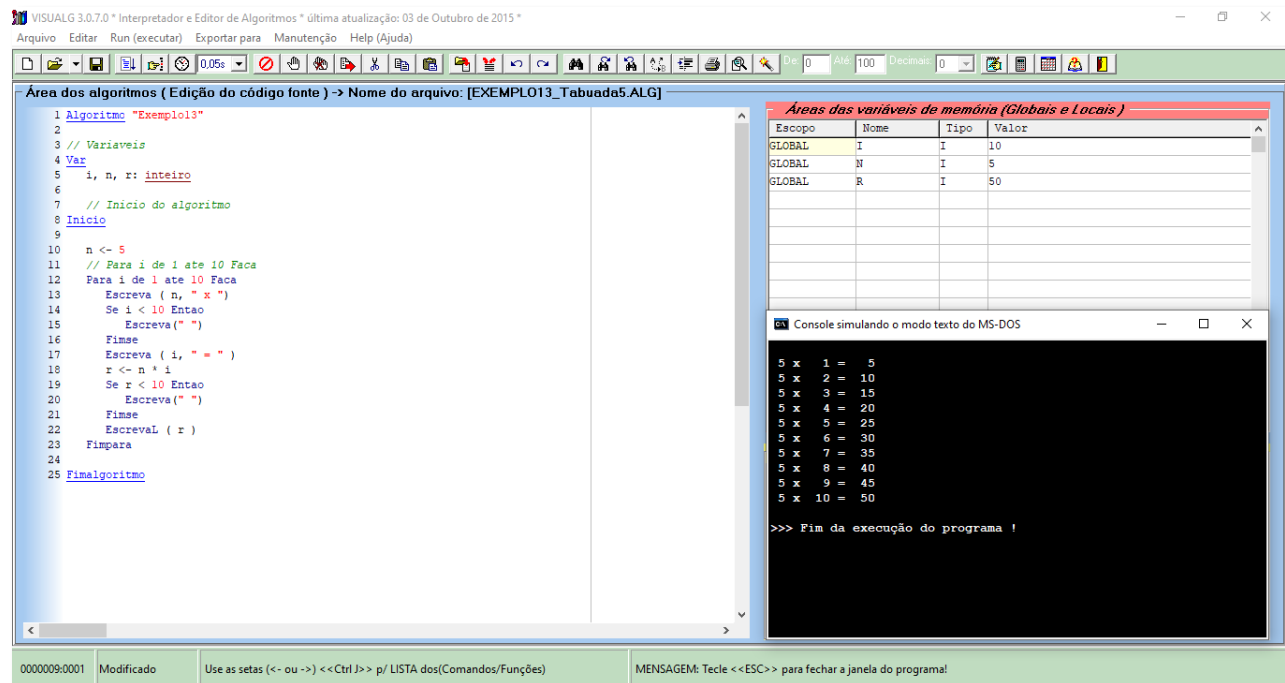 VISUALG 3.0.7.0 * Interpretador e Editor de Algoritmos * última atualização: 03 de Outubro de 2015 *
Arquivo Editar Run (executar) Exportar para Manutenção Help (Ajuda)
0,05s De: 0 Até: 100 Decimais: 0
Área dos algoritmos ( Edição do código fonte ) -> Nome do arquivo: [EXEMPLO13_Tabuada5.ALG]
1 Algoritmo "Exemplo13"
2
3 // Variaveis
4 Var
5 i, n, r: inteiro
6
7 // Inicio do algoritmo
8 Inicio
9
10 n <- 5
11 // Para i de 1 ate 10 Faca
12 Para i de 1 ate 10 Faca
13 Escreva ( n, " x ")
14 Se i < 10 Entao
15 Escreva(" ")
16 Fimse
17 Escreva ( i, " = " )
18 r <- n * i
19 Se r < 10 Entao
20 Escreva(" ")
21 Fimse
22 EscrevaL ( r )
23 Fimpara
24
25 Fimalgoritmo
Áreas das variáveis de memória (Globais e Locais )
Escopo Nome Tipo Valor
GLOBAL I I 10
GLOBAL N I 5
GLOBAL R I 50
Console simulando o modo texto do MS-DOS
5 x 1 = 5
5 x 2 = 10
5 x 3 = 15
5 x 4 = 20
5 x 5 = 25
5 x 6 = 30
5 x 7 = 35
5 x 8 = 40
5 x 9 = 45
5 x 10 = 50
>>> Fim da execução do programa !
0000009:0001 Modificado Use as setas (<- ou ->) <<Ctrl J>> p/ LISTA dos(Comandos/Funções) MENSAGEM: Tecle <<ESC>> para fechar a janela do programa!